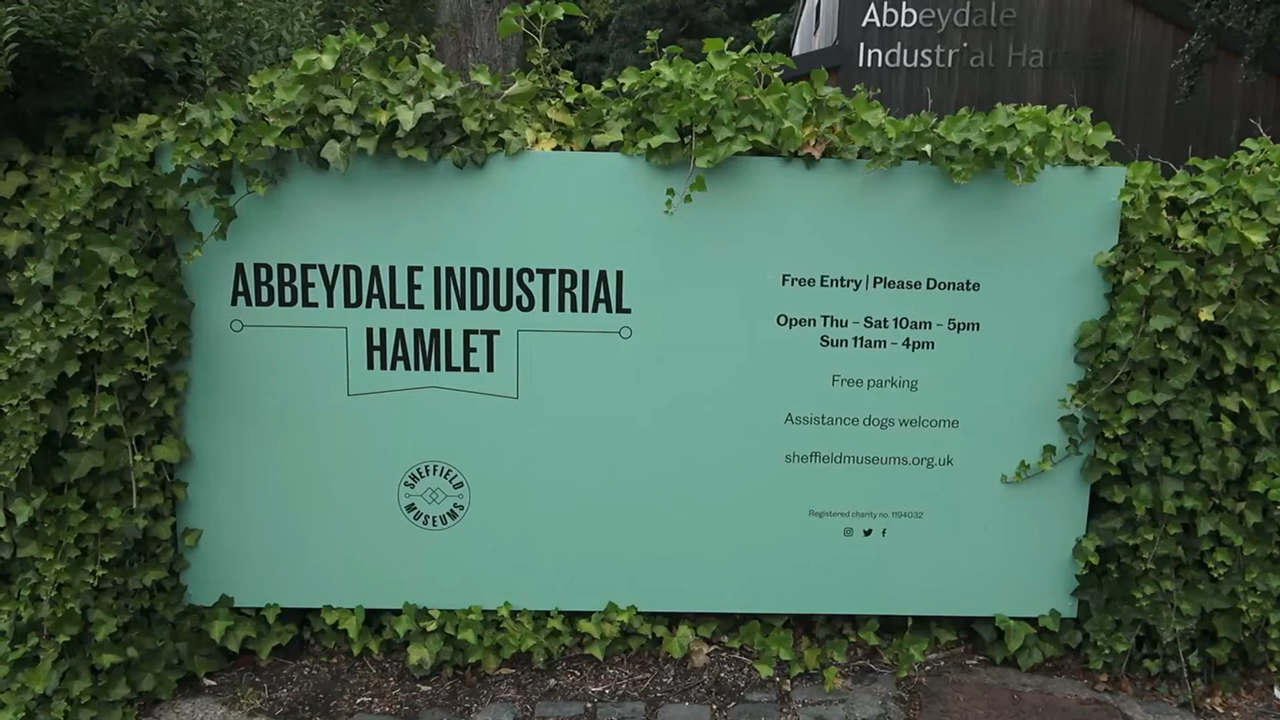 Abbeydale
Industrial
ABBEYDALE INDUSTRIAL
HAMLET
SHEFFIELD
MUSEUMS
Free Entry | Please Donate
Open Thu – Sat 10am – 5pm
Sun 11am – 4pm
Free parking
Assistance dogs welcome
sheffieldmuseums.org.uk
Registered charity no. 1194032